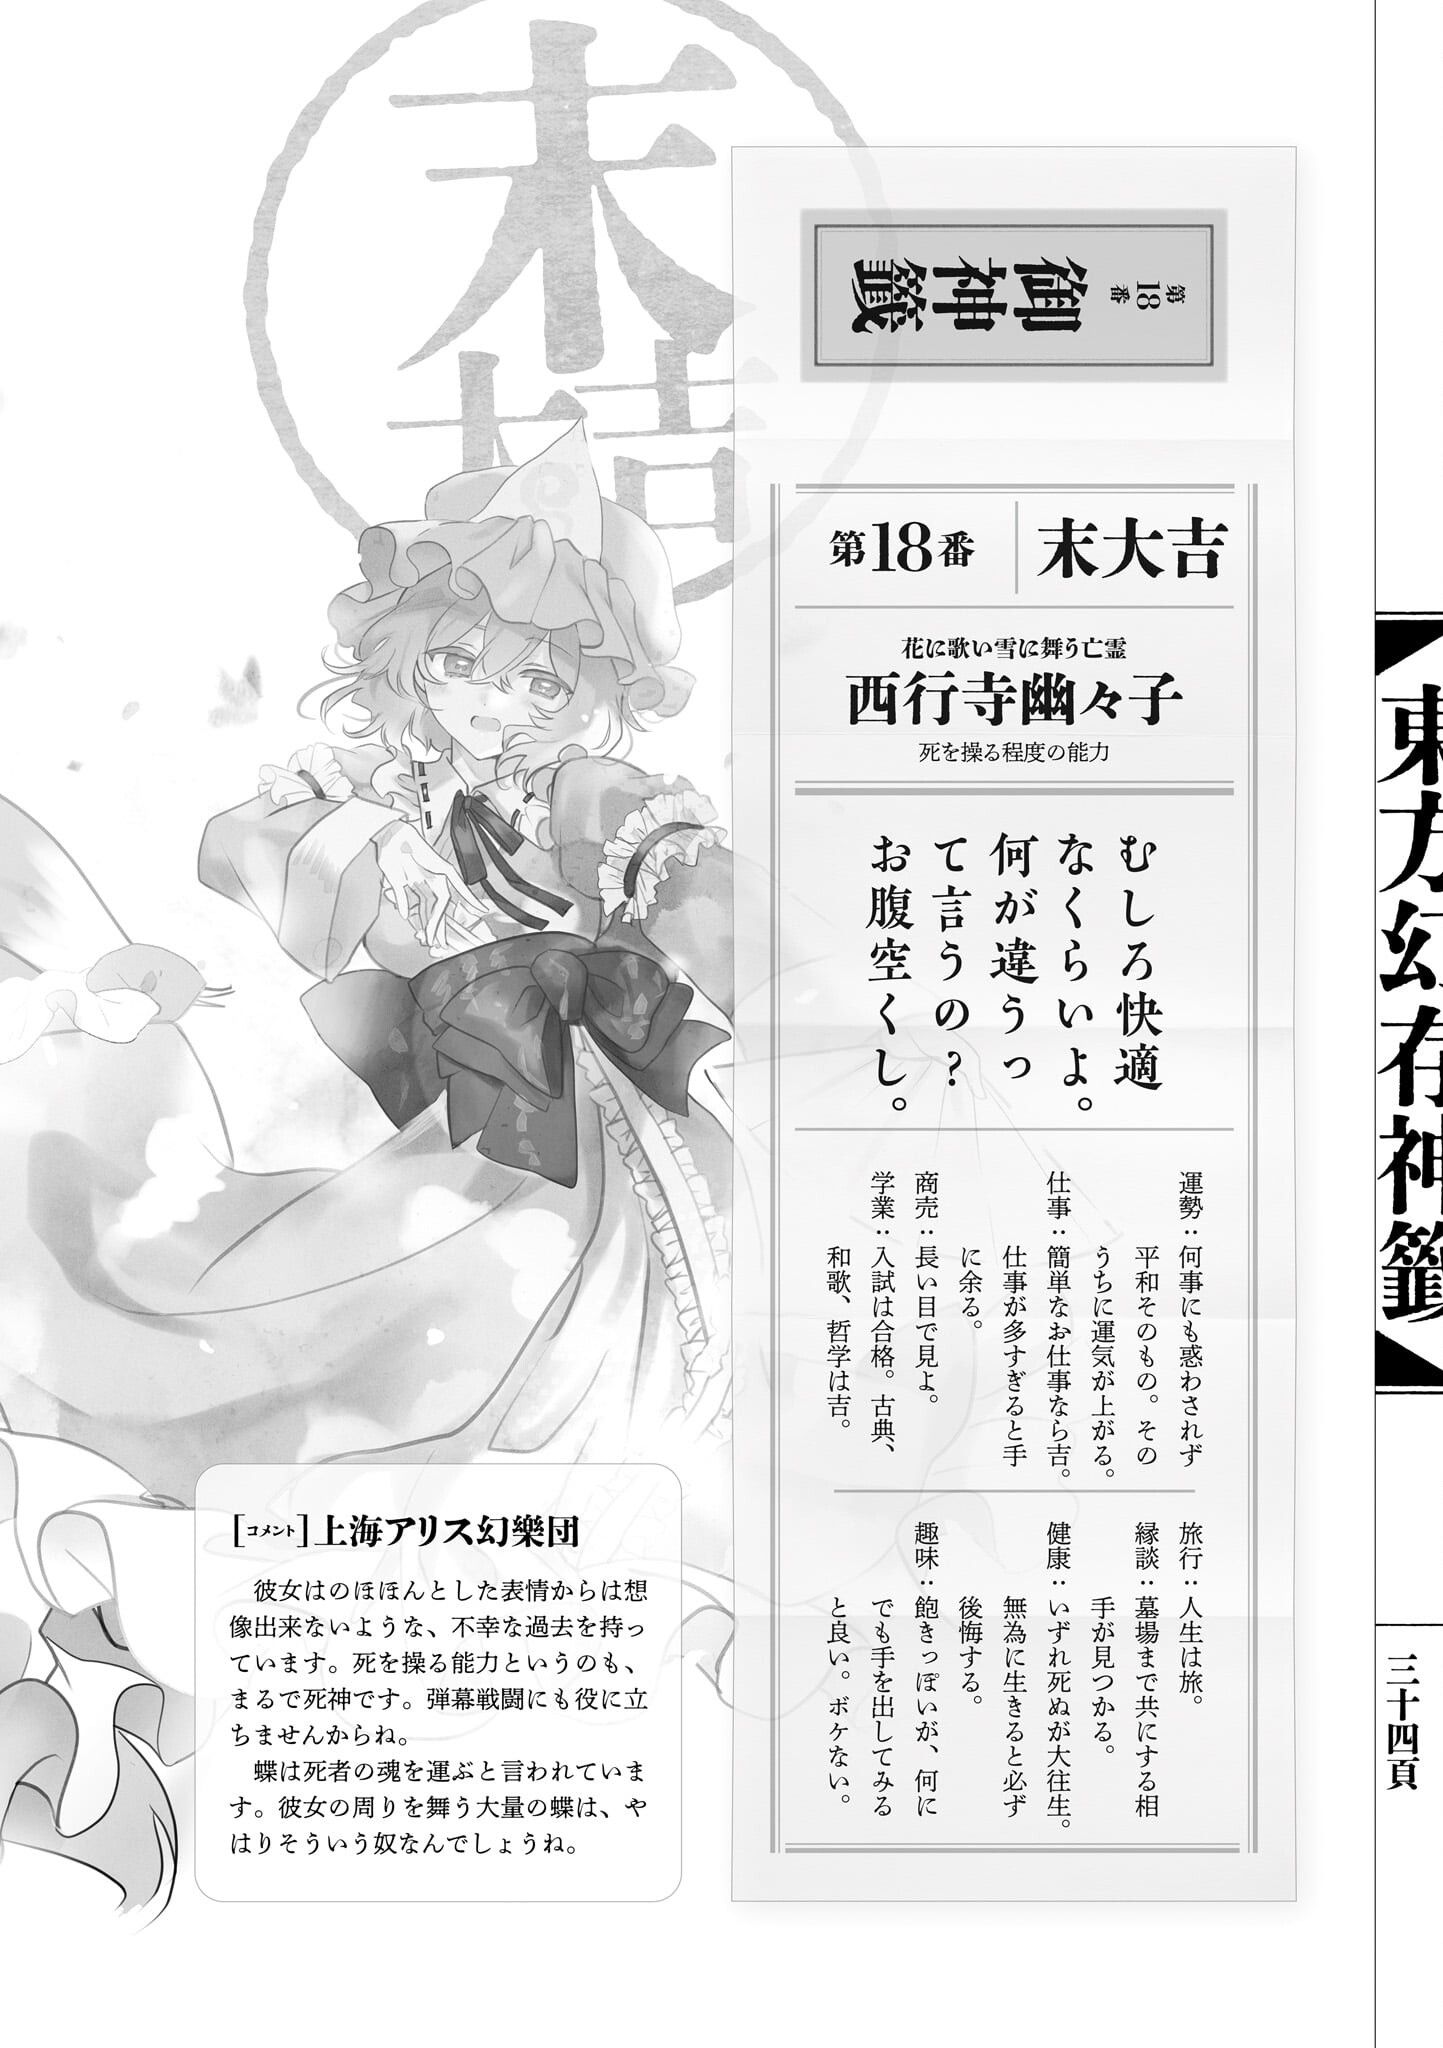 末大吉
第18番
御神籤
第18番
末大吉
花に歌い雪に舞う亡霊
西行寺幽々子
死を操る程度の能力
むしろ快適
なくらいよ。
何が違うっ
て言うの?
お腹空くし。
運勢:何事にも惑わされず
平和そのもの。その
うちに運気が上がる。
仕事:簡単なお仕事なら吉。
仕事が多すぎると手
に余る。
商売:長い目で見よ。
学業:入試は合格。古典、
和歌、哲学は吉。
旅行:人生は旅。
縁談:墓場まで共にする相
手が見つかる。
健康:いずれ死ぬが大往生。
無為に生きると必ず
後悔する。
趣味:飽きっぽいが、何に
でも手を出してみる
と良い。ボケない。
[コメント]上海アリス幻樂団
彼女はのほほんとした表情からは想
像出来ないような、不幸な過去を持っ
ています。死を操る能力というのも、
まるで死神です。弾幕戦闘にも役に立
ちませんからね。
蝶は死者の魂を運ぶと言われていま
す。彼女の周りを舞う大量の蝶は、や
はりそういう奴なんでしょうね。
東方幻存神籤
三十四頁